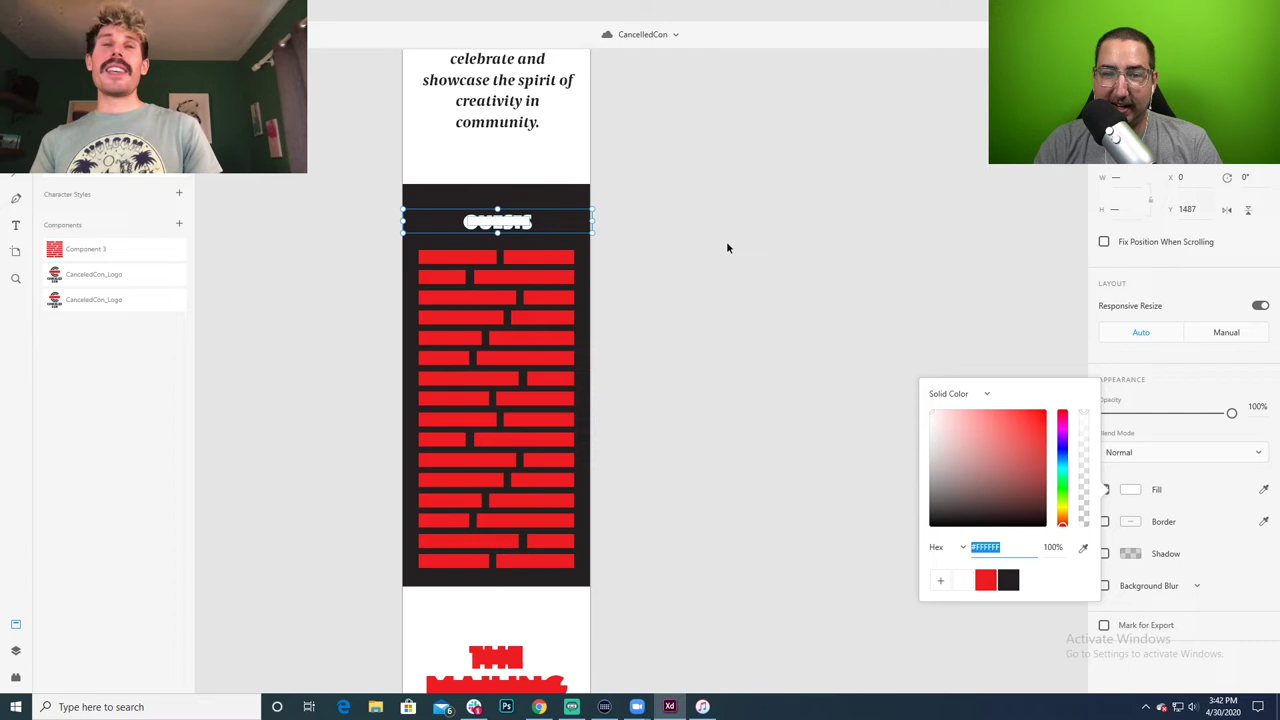 CancelledCon
celebrate and
showcase the spirit of
creativity in
community.
Character Styles
Components
Component 3
CanceledCon_Logo
CanceledCon_Logo
GUESTS
THE
MAILING
W
X
0
0°
H
Y
1487
Fix Position When Scrolling
LAYOUT
Responsive Resize
Auto
Manual
APPEARANCE
Opacity
100%
Blend Mode
Normal
Fill
Border
Shadow
Background Blur
Mark for Export
Solid Color
Hex
#FFFFFF
100%
Activate Windows
Go to Settings to activate Windows.
Type here to search
3:42 PM
4/30/2020